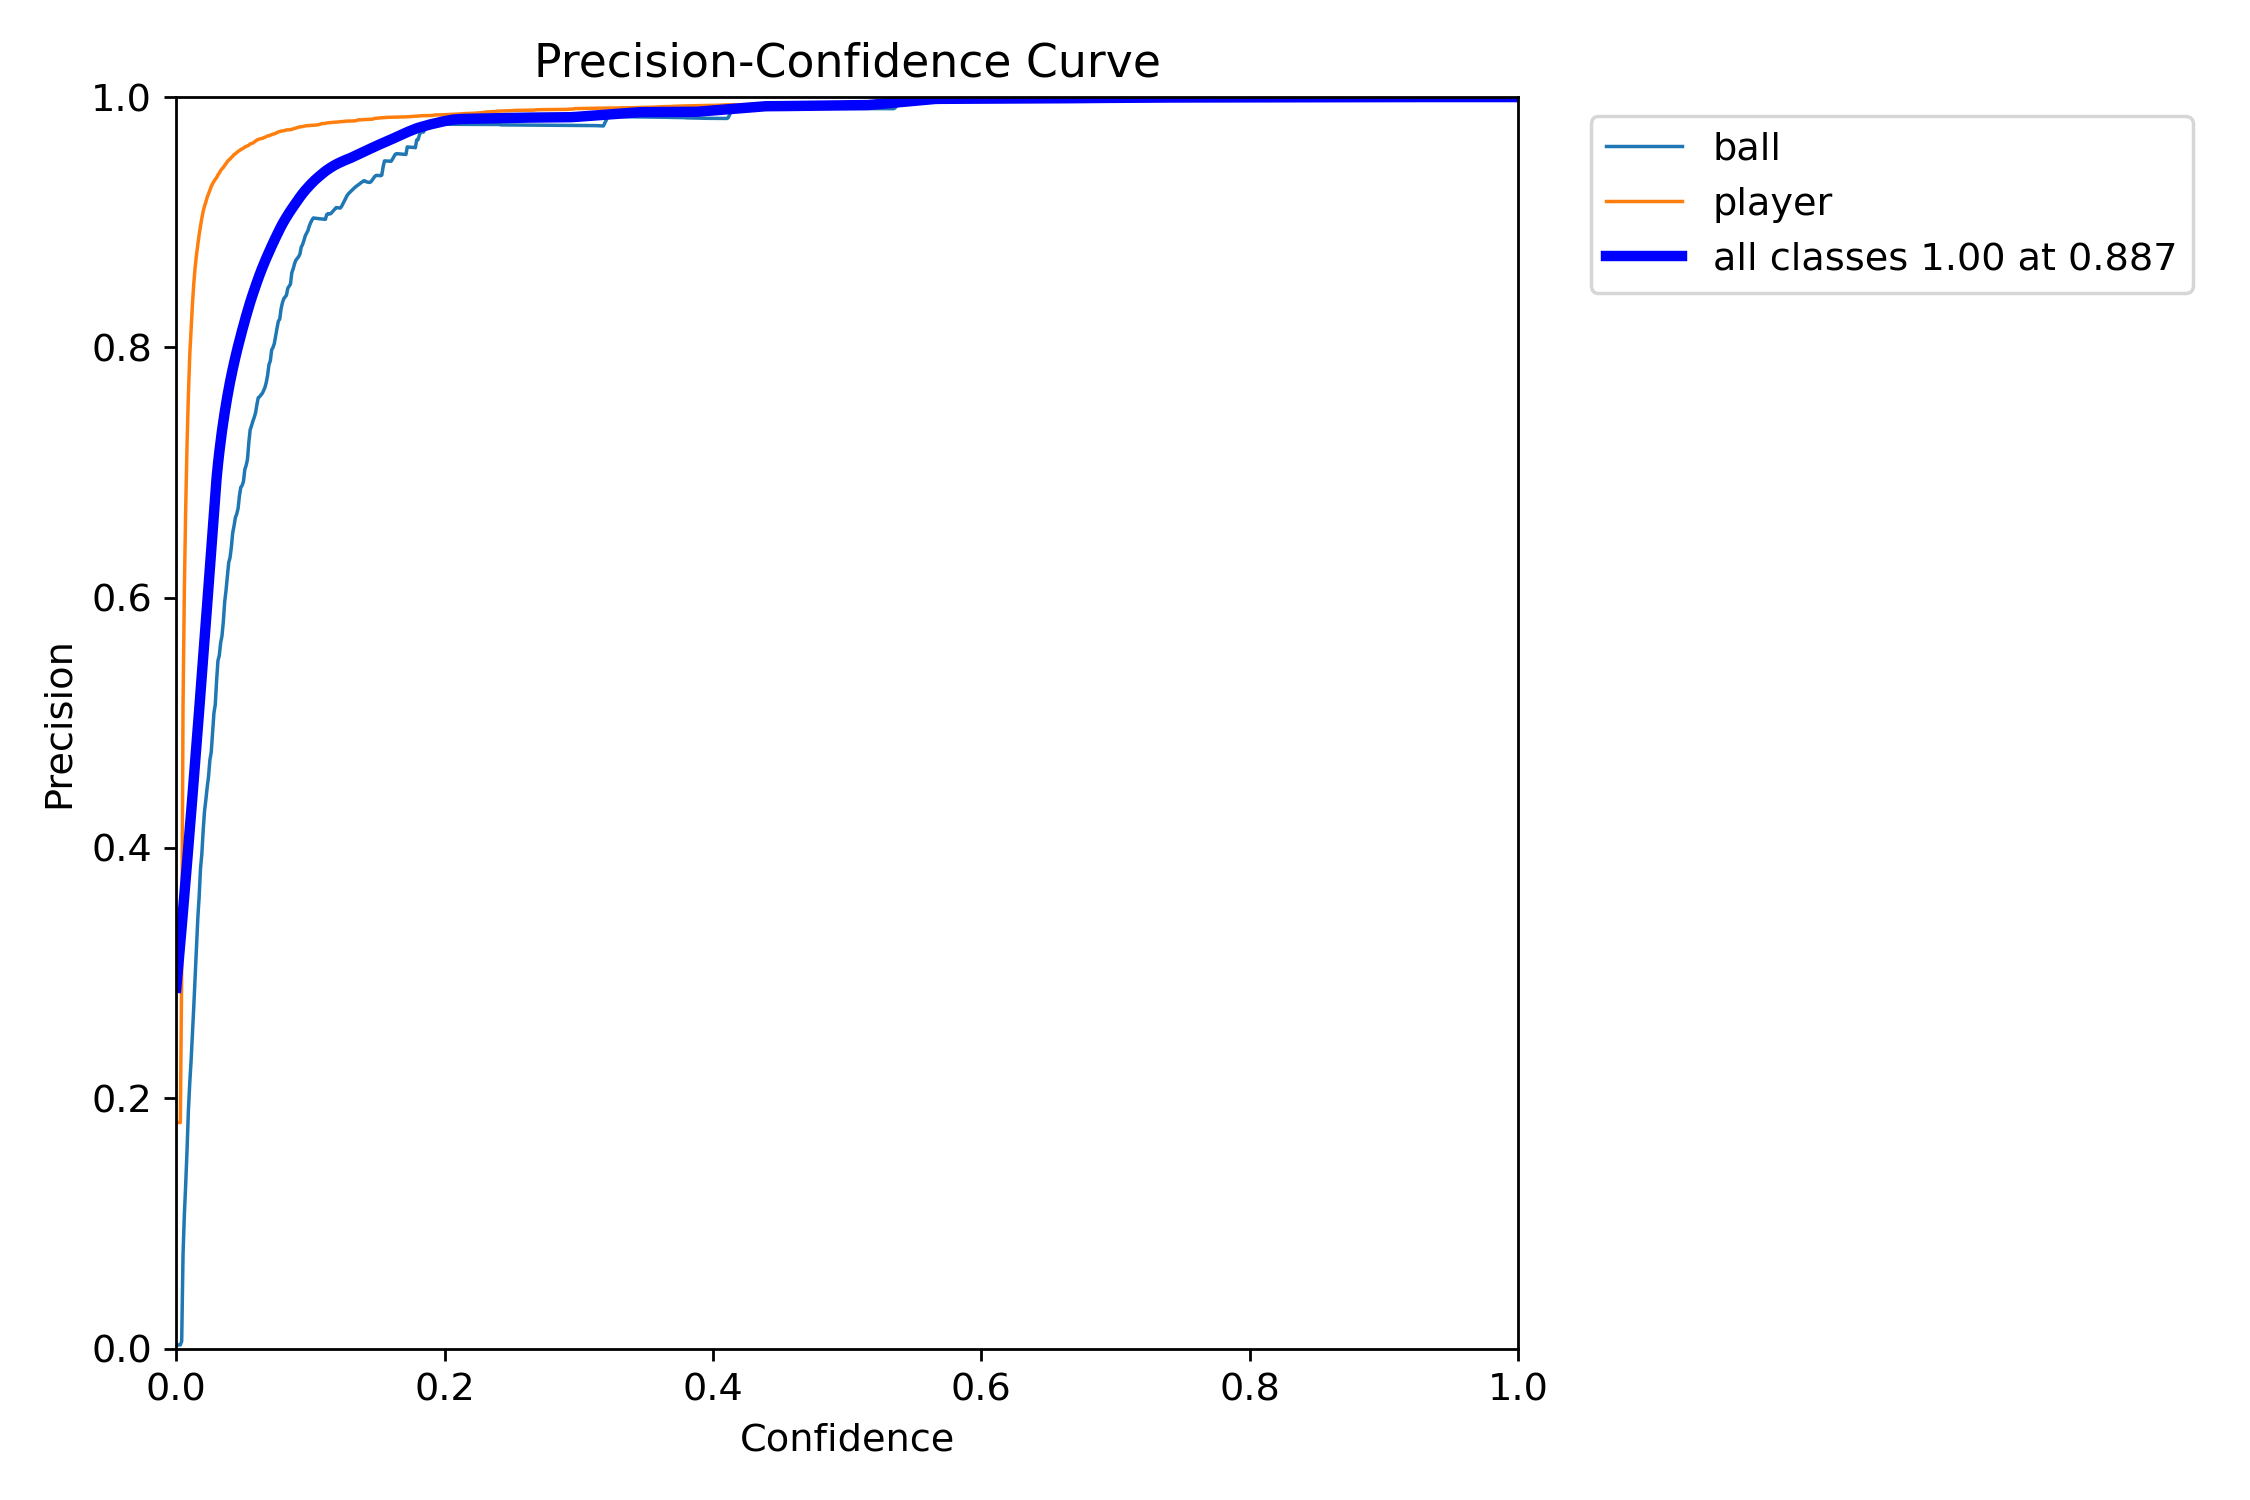 Precision-Confidence Curve
1.0
0.8
0.6
0.4
0.2
0.0
Precision
0.0 0.2 0.4 0.6 0.8 1.0
Confidence
ball
player
all classes 1.00 at 0.887